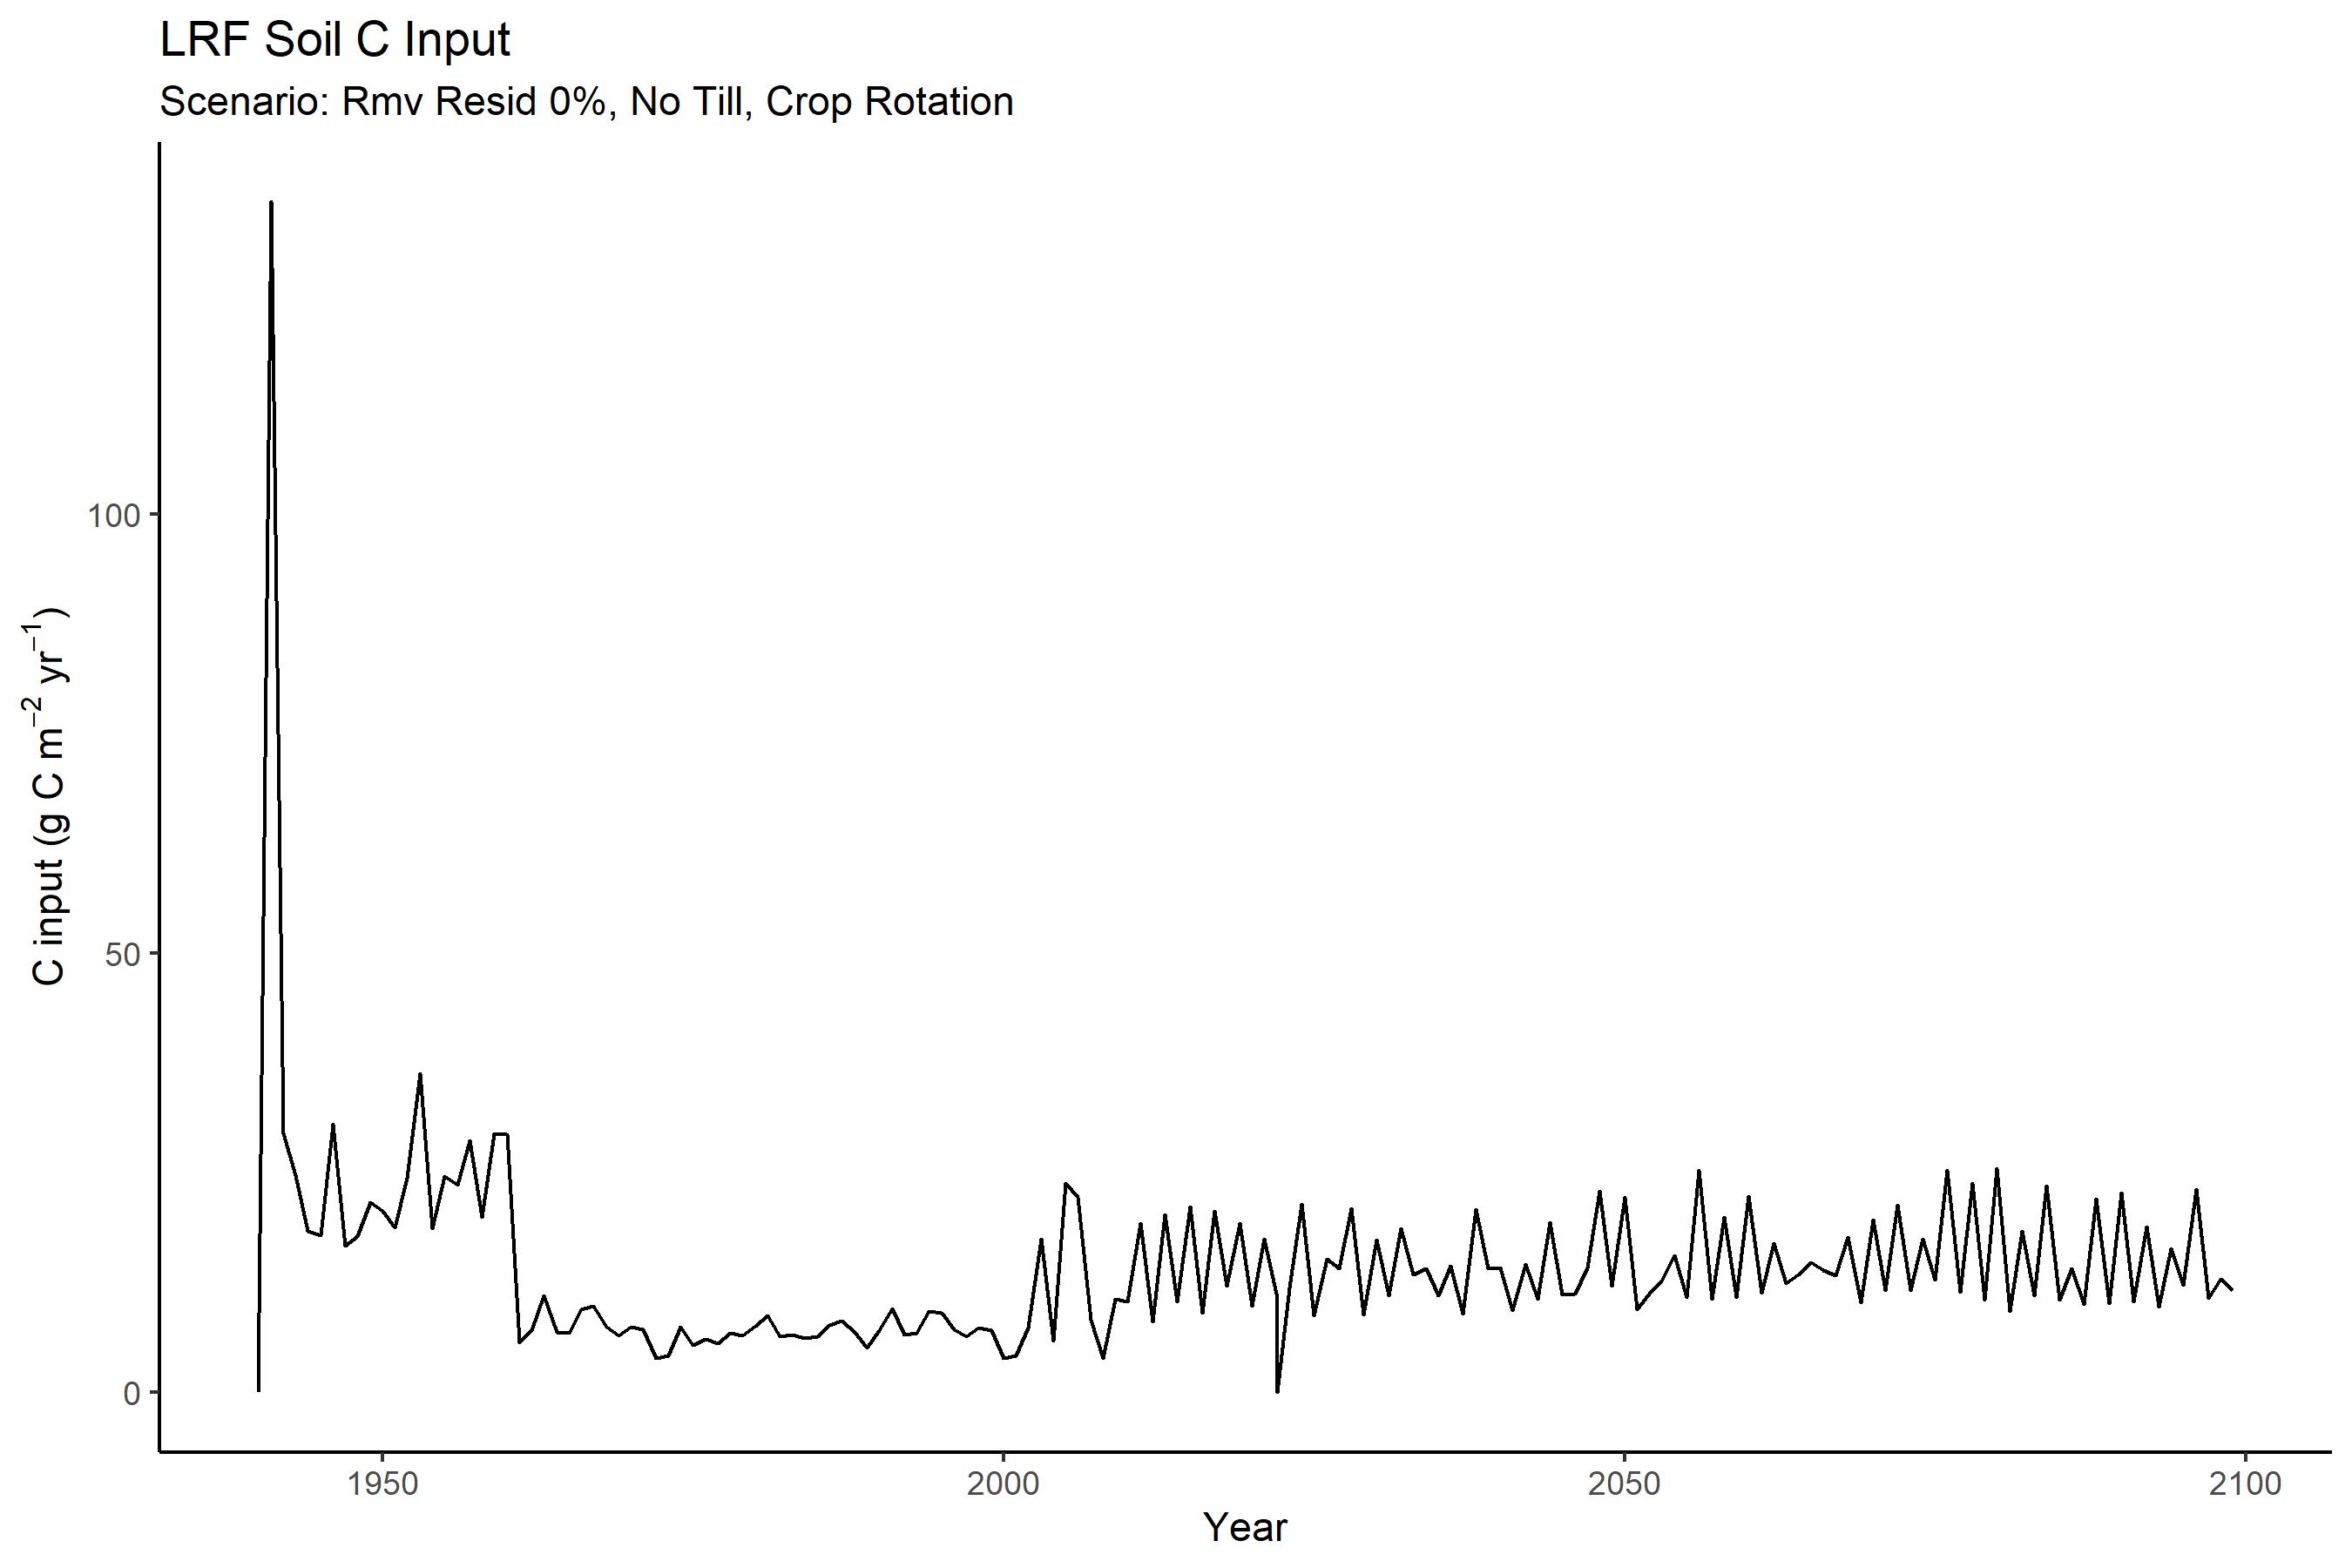 LRF Soil C Input
Scenario: Rmv Resid 0%, No Till, Crop Rotation
C input (g C m⁻² yr⁻¹)
100
50
0
1950 2000 2050 2100
Year